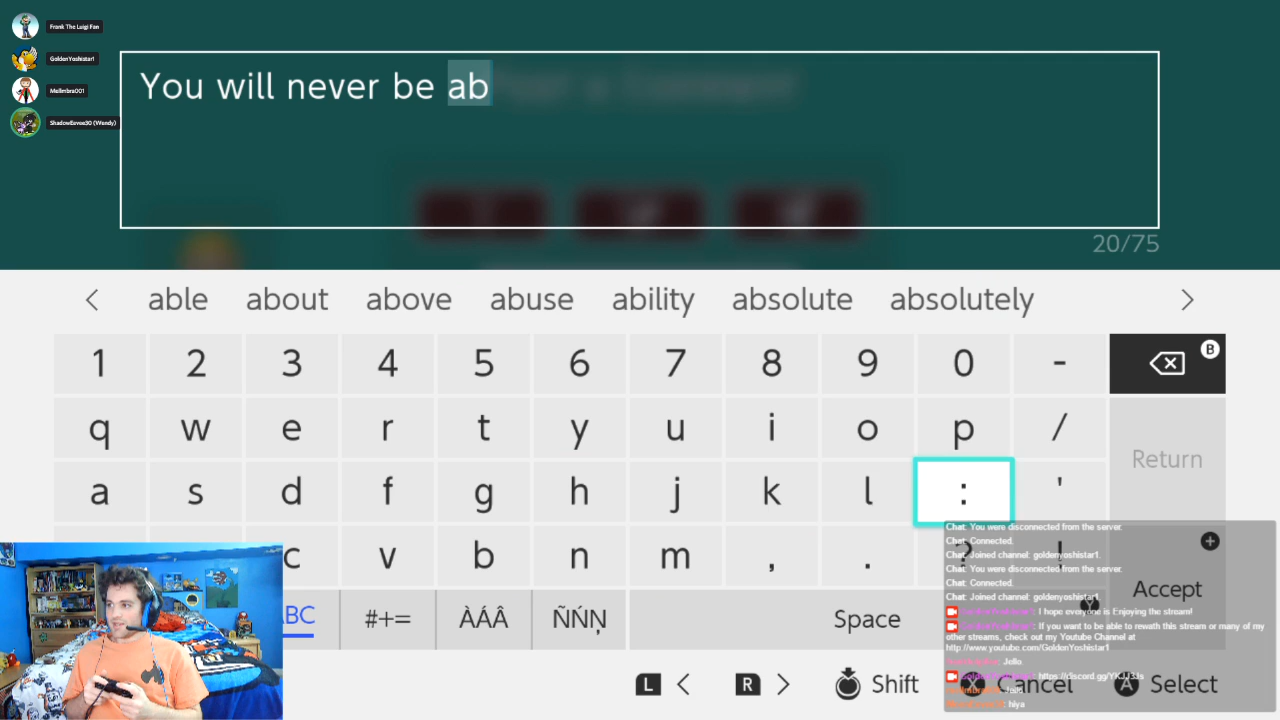 Frank The Luigi Fan
GoldenYoshistar1
Mellmbra001
ShadowEevee30 (Wendy)
You will never be ab
20/75
able about above abuse ability absolute absolutely
1 2 3 4 5 6 7 8 9 0 -
B
q w e r t y u i o p /
Return
a s d f g h j k l : '
c v b n m , . ? !
Accept
ABC #+= ÀÁÂ ÑŃŅ Space
L R Shift X Cancel A Select
Chat: You were disconnected from the server.
Chat: Connected.
Chat: Joined channel: goldenyoshistar1.
Chat: You were disconnected from the server.
Chat: Connected.
Chat: Joined channel: goldenyoshistar1.
I hope everyone is Enjoying the stream!
If you want to be rewath this stream or many of my
other streams, check out my Youtube Channel at
http://www.youtube.com/GoldenYoshistar1
Jello.
hiya